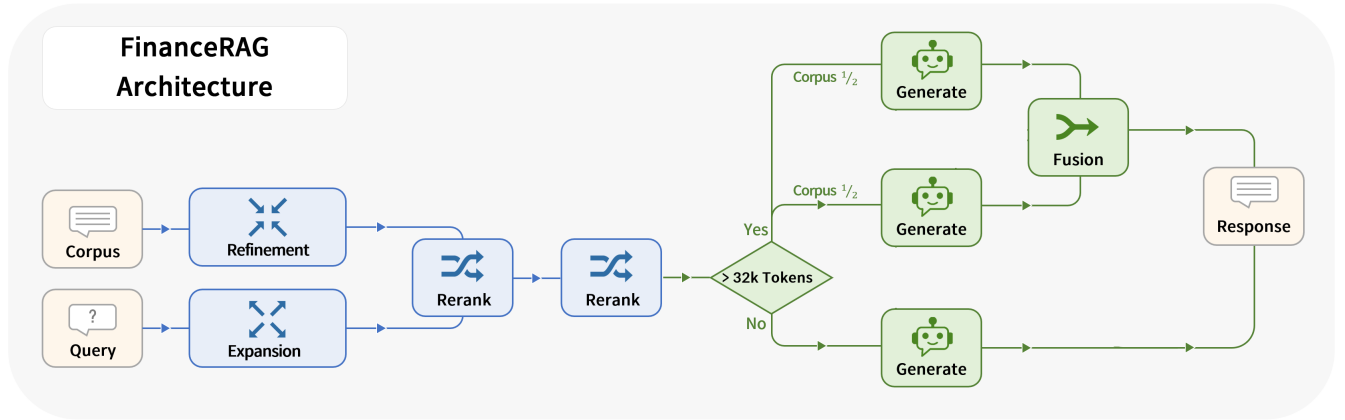 FinanceRAG
Architecture
Corpus
Refinement
?
Query
Expansion
Rerank
Rerank
> 32k Tokens
Yes
No
Corpus ½
Corpus ½
Generate
Generate
Generate
Fusion
Response